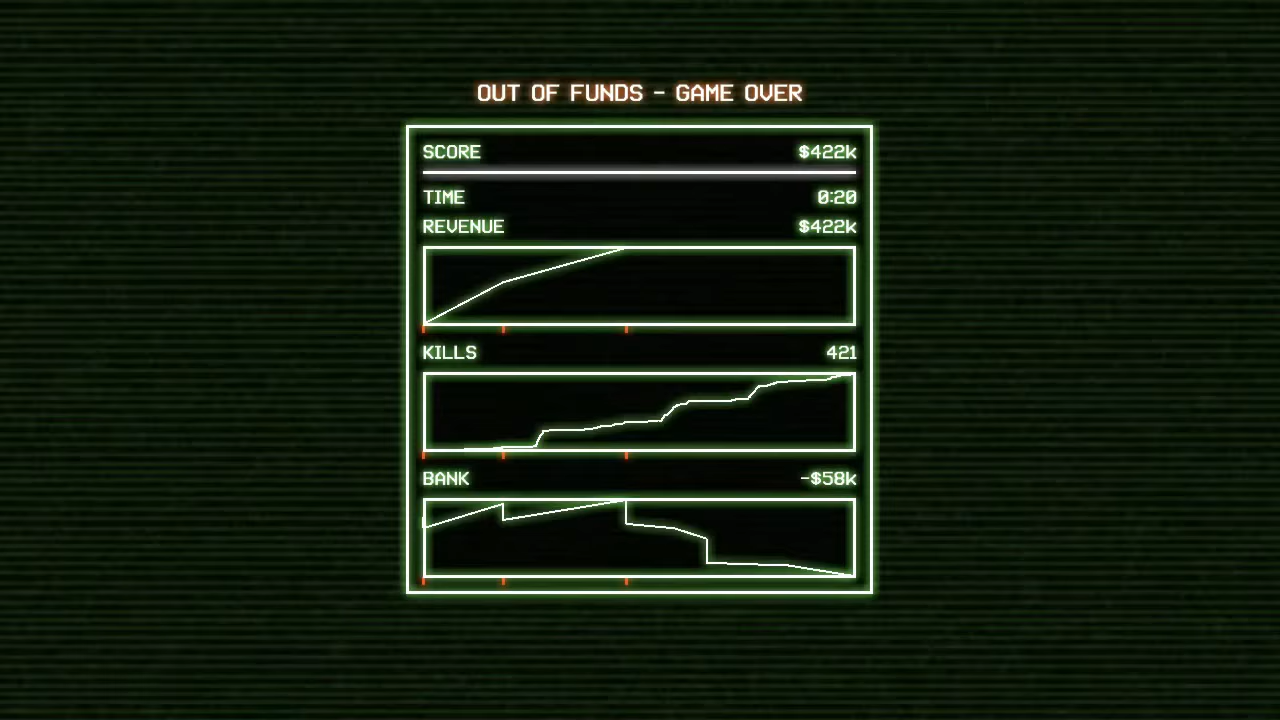 OUT OF FUNDS - GAME OVER
SCORE $422k
TIME 0:20
REVENUE $422k
KILLS 421
BANK -$58k